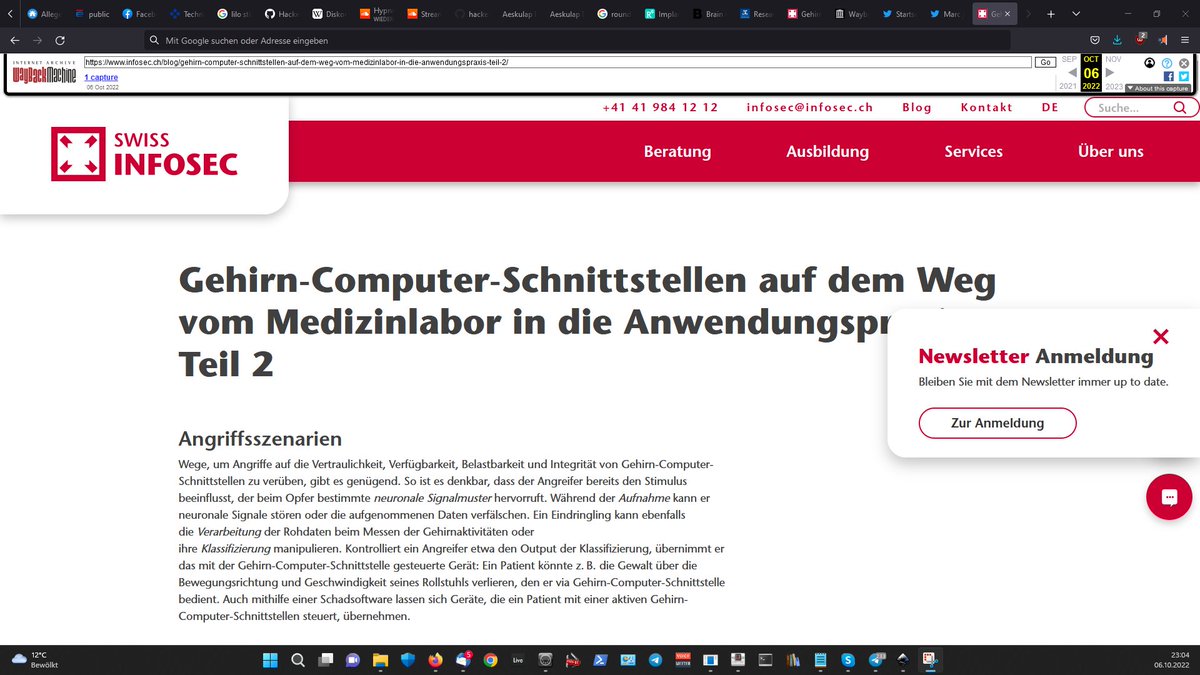 Allege
public
Faceb
Techn
lilo st
Hacke
Disko
Hypn
Strean
hacke
Aeskulap
Aeskulap
roun
Impla
Brain
Resea
Gehir
Wayb
Starts
Marc
Mit Google suchen oder Adresse eingeben
2
INTERNET ARCHIVE
WayBackMachine
https://www.infosec.ch/blog/gehirn-computer-schnittstellen-auf-dem-weg-vom-medizinlabor-in-die-anwendungspraxis-teil-2/
Go
SEP OCT NOV
1 capture
06
06 Oct 2022
2021 2022 2023
About this capture
+41 41 984 12 12 infosec@infosec.ch Blog Kontakt DE Suche...
SWISS
INFOSEC
Beratung Ausbildung Services Über uns
Gehirn-Computer-Schnittstellen auf dem Weg
vom Medizinlabor in die Anwendungspr
Teil 2
Newsletter Anmeldung
Bleiben Sie mit dem Newsletter immer up to date.
Zur Anmeldung
Angriffsszenarien
Wege, um Angriffe auf die Vertraulichkeit, Verfügbarkeit, Belastbarkeit und Integrität von Gehirn-Computer-
Schnittstellen zu verüben, gibt es genügend. So ist es denkbar, dass der Angreifer bereits den Stimulus
beeinflusst, der beim Opfer bestimmte neuronale Signalmuster hervorruft. Während der Aufnahme kann er
neuronale Signale stören oder die aufgenommenen Daten verfälschen. Ein Eindringling kann ebenfalls
die Verarbeitung der Rohdaten beim Messen der Gehirnaktivitäten oder
ihre Klassifizierung manipulieren. Kontrolliert ein Angreifer etwa den Output der Klassifizierung, übernimmt er
das mit der Gehirn-Computer-Schnittstelle gesteuerte Gerät: Ein Patient könnte z. B. die Gewalt über die
Bewegungsrichtung und Geschwindigkeit seines Rollstuhls verlieren, den er via Gehirn-Computer-Schnittstelle
bedient. Auch mithilfe einer Schadsoftware lassen sich Geräte, die ein Patient mit einer aktiven Gehirn-
Computer-Schnittstellen steuert, übernehmen.
12°C
Bewölkt
5
Live
23:04
06.10.2022